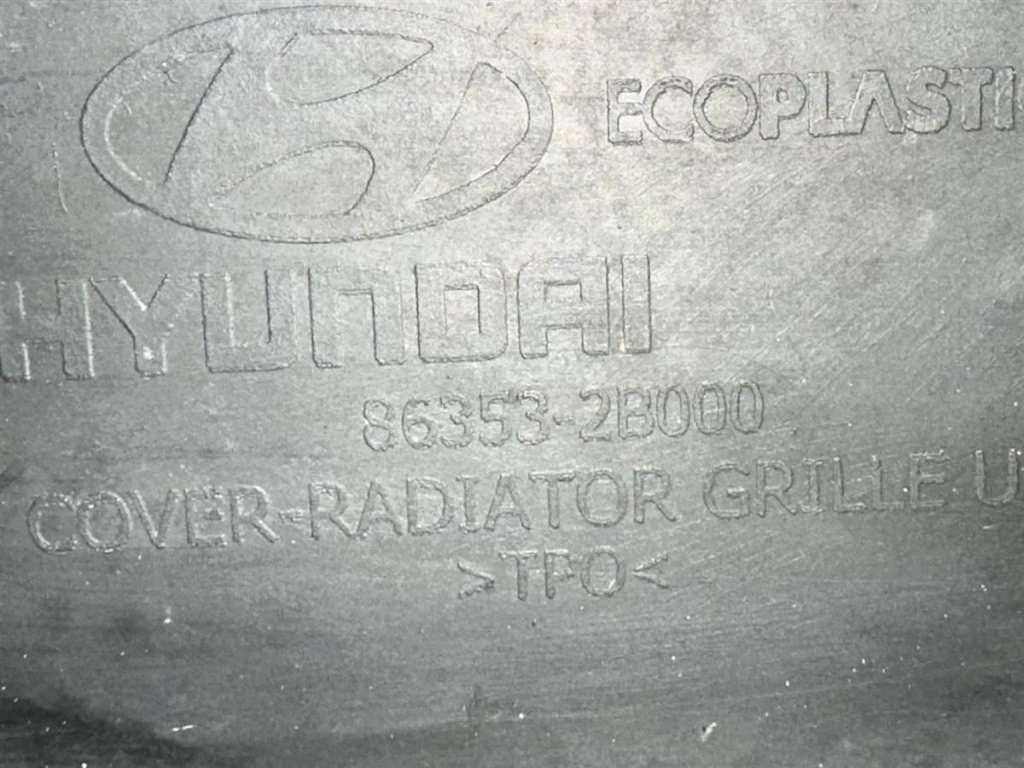 ECOPLASTI
HYUNDAI
86353-2B000
COVER-RADIATOR GRILLE U
>TPO<